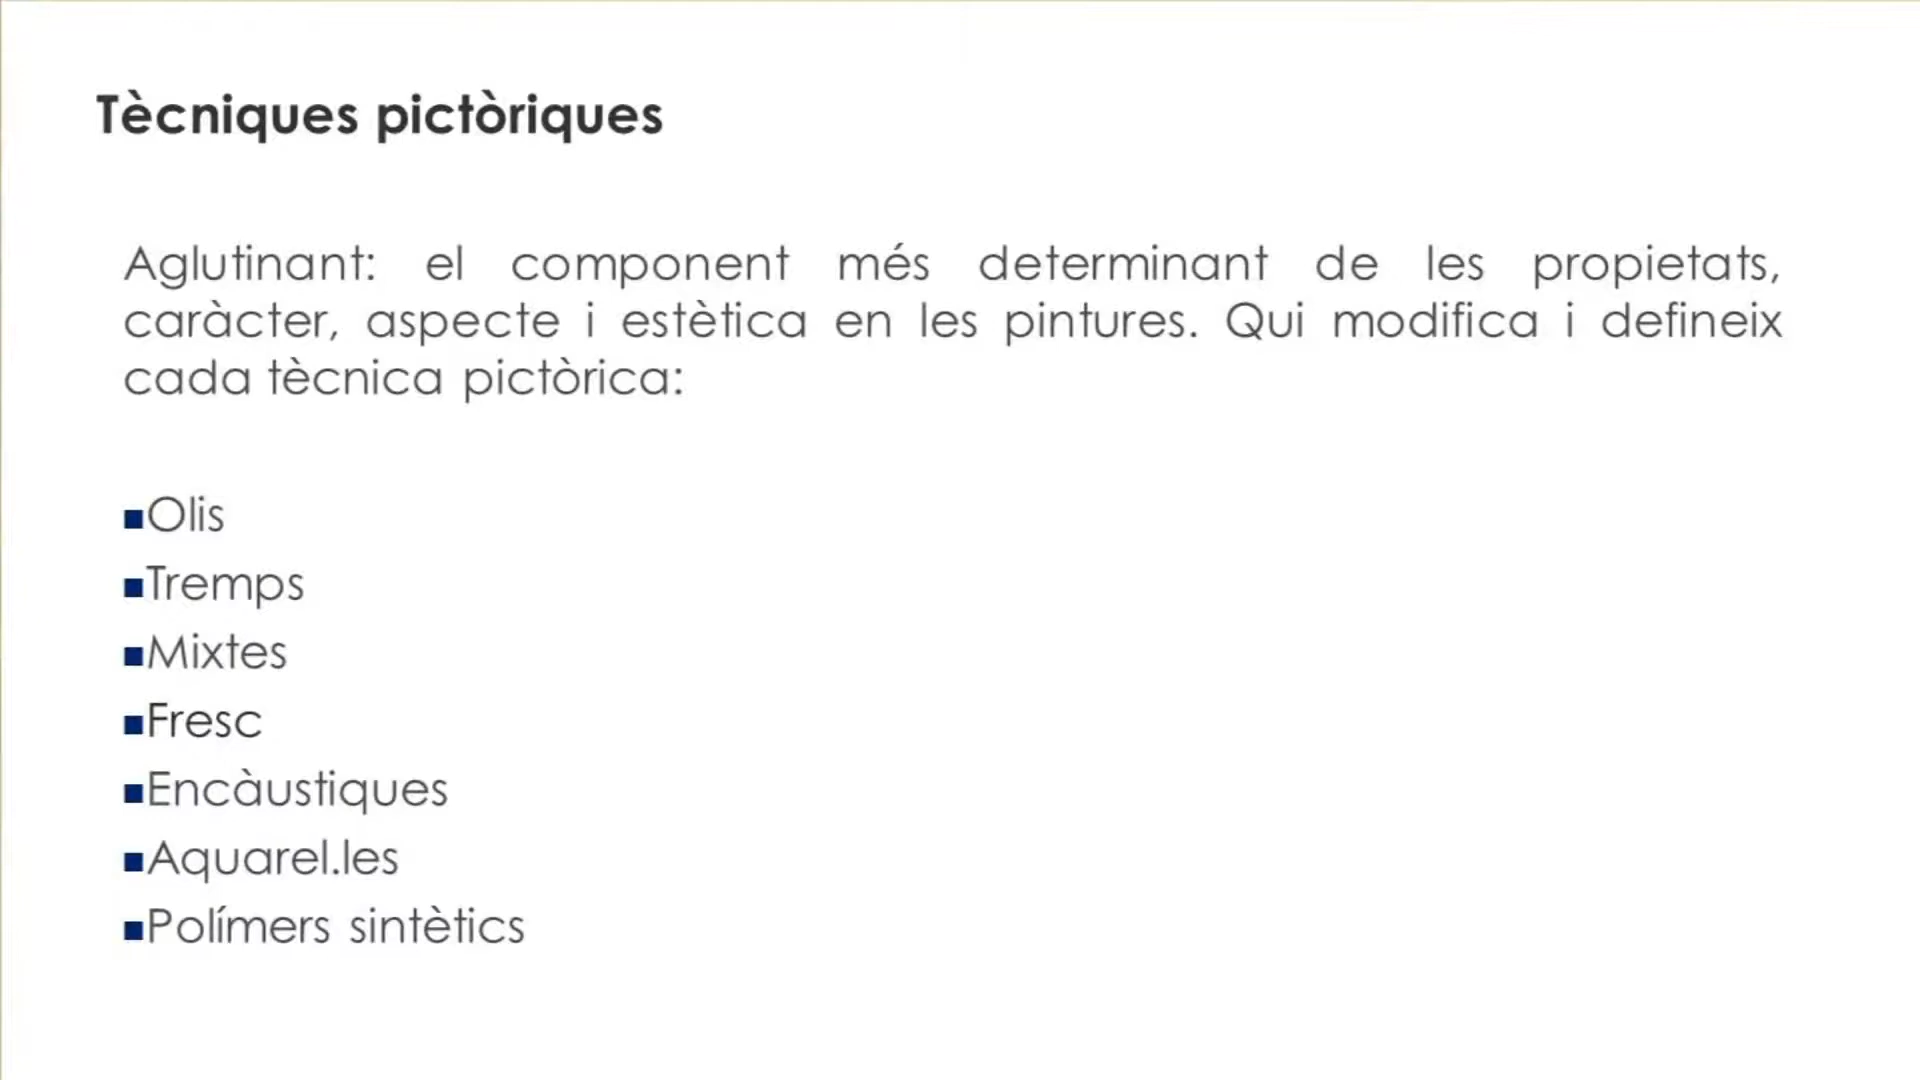 Tècniques pictòriques
Aglutinant: el component més determinant de les propietats,
caràcter, aspecte i estètica en les pintures. Qui modifica i defineix
cada tècnica pictòrica:
▪Olis
▪Tremps
▪Mixtes
▪Fresc
▪Encàustiques
▪Aquarel.les
▪Polímers sintètics